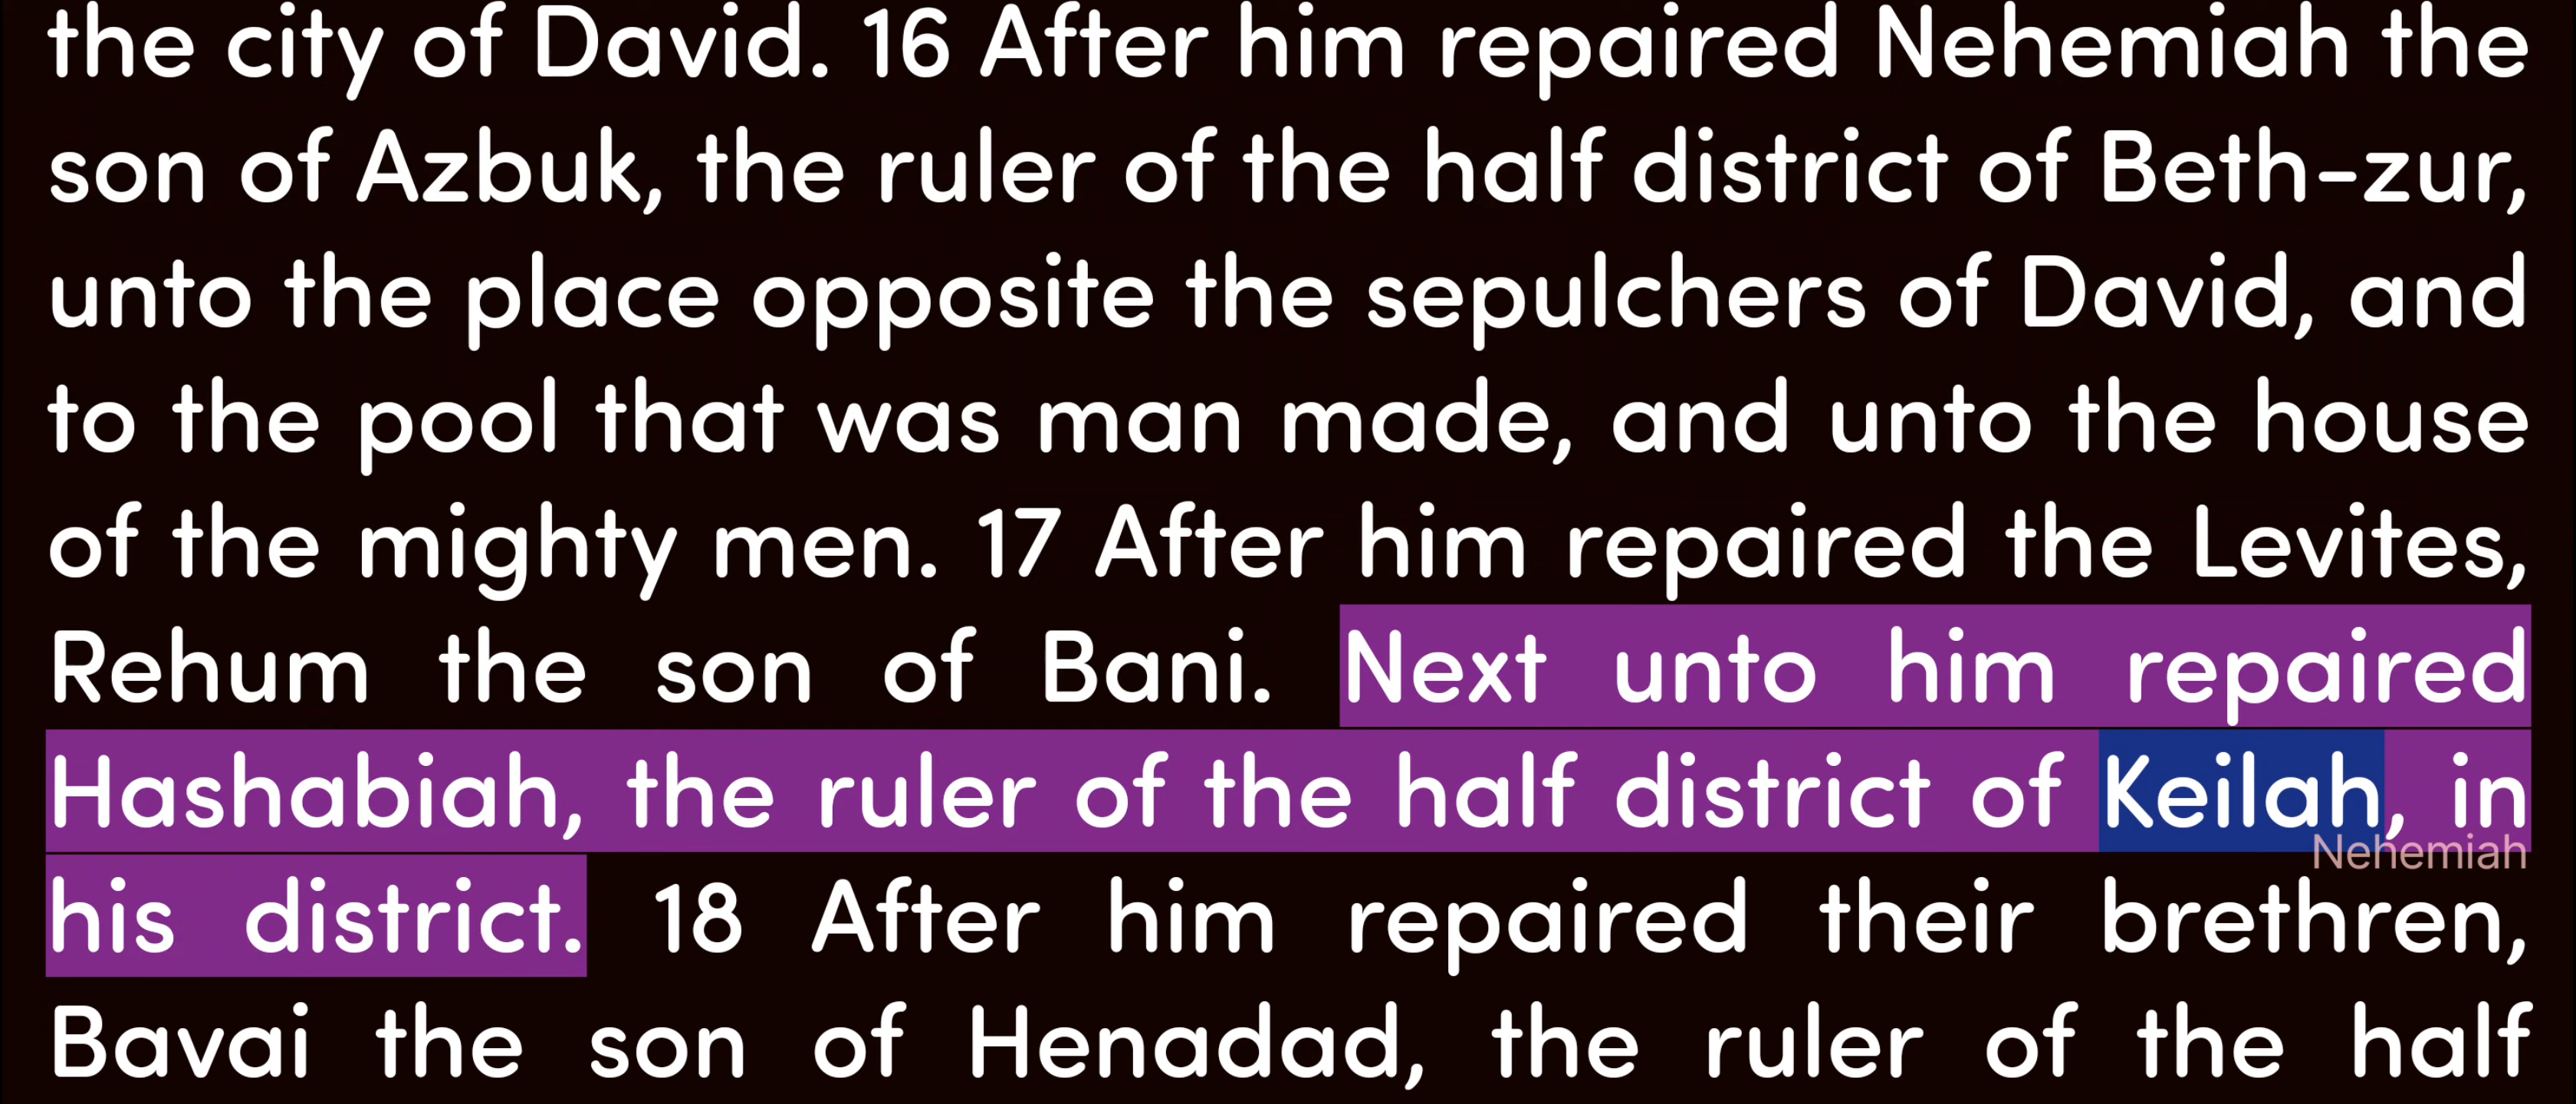 the city of David. 16 After him repaired Nehemiah the
son of Azbuk, the ruler of the half district of Beth-zur,
unto the place opposite the sepulchers of David, and
to the pool that was man made, and unto the house
of the mighty men. 17 After him repaired the Levites,
Rehum the son of Bani. Next unto him repaired
Hashabiah, the ruler of the half district of Keilah, in
Nehemiah
his district. 18 After him repaired their brethren,
Bavai the son of Henadad, the ruler of the half